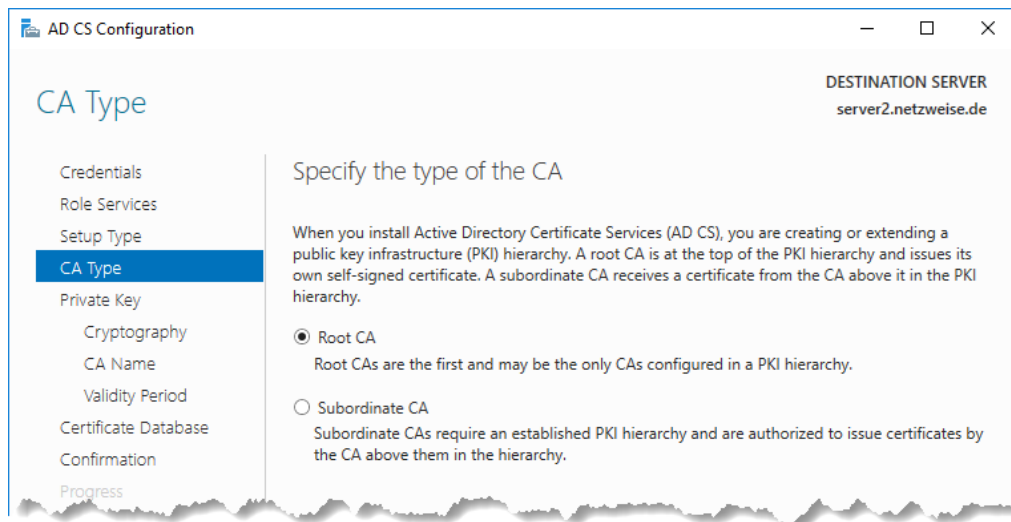 AD CS Configuration
CA Type
DESTINATION SERVER
server2.netzweise.de
Credentials
Role Services
Setup Type
CA Type
Private Key
Cryptography
CA Name
Validity Period
Certificate Database
Confirmation
Progress
Specify the type of the CA
When you install Active Directory Certificate Services (AD CS), you are creating or extending a
public key infrastructure (PKI) hierarchy. A root CA is at the top of the PKI hierarchy and issues its
own self-signed certificate. A subordinate CA receives a certificate from the CA above it in the PKI
hierarchy.
Root CA
Root CAs are the first and may be the only CAs configured in a PKI hierarchy.
Subordinate CA
Subordinate CAs require an established PKI hierarchy and are authorized to issue certificates by
the CA above them in the hierarchy.